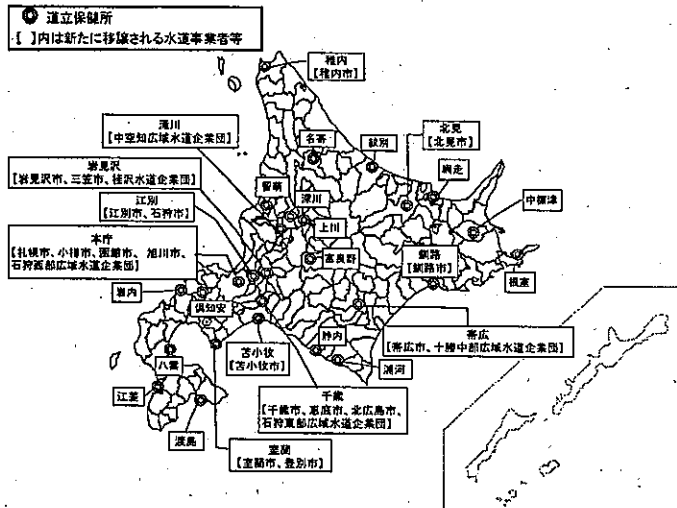 ◎ 道立保健所
【 】内は新たに移譲される水道事業者等
稚内
【稚内市】
滝川
【中空知広域水道企業団】
名寄
紋別
北見
【北見市】
網走
岩見沢
【岩見沢市、三笠市、桂沢水道企業団】
留萌
深川
江別
【江別市、石狩市】
上川
中標津
本庁
【札幌市、小樽市、函館市、旭川市、
石狩西部広域水道企業団】
富良野
釧路
【釧路市】
根室
岩内
倶知安
帯広
【帯広市、十勝中部広域水道企業団】
八雲
苫小牧
【苫小牧市】
静内
浦河
江差
千歳
【千歳市、恵庭市、北広島市、
石狩東部広域水道企業団】
渡島
室蘭
【室蘭市、登別市】